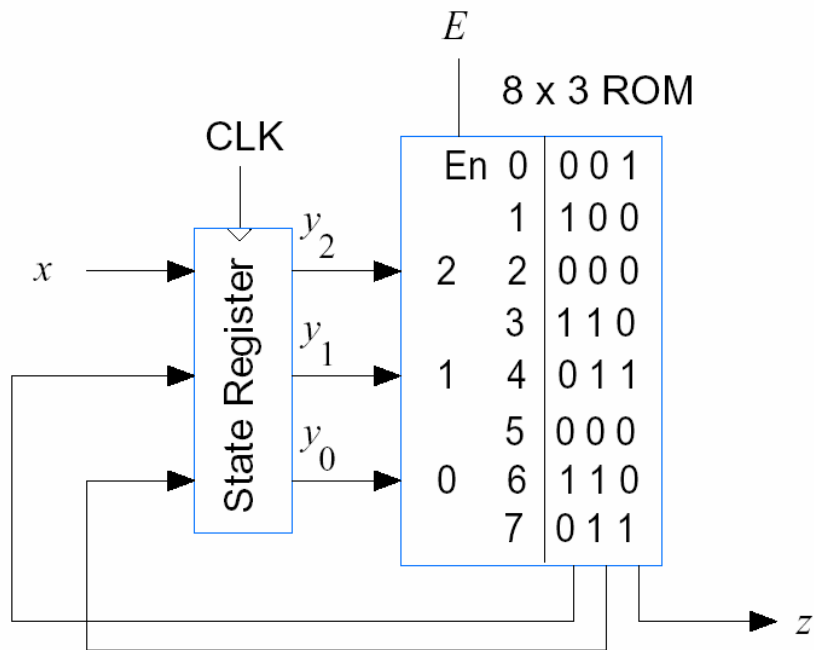 E
8 x 3 ROM
CLK
En 0 0 0 1
1 1 0 0
y2
x
2 2 0 0 0
3 1 1 0
y1
1 4 0 1 1
5 0 0 0
y0
0 6 1 1 0
7 0 1 1
State Register
z